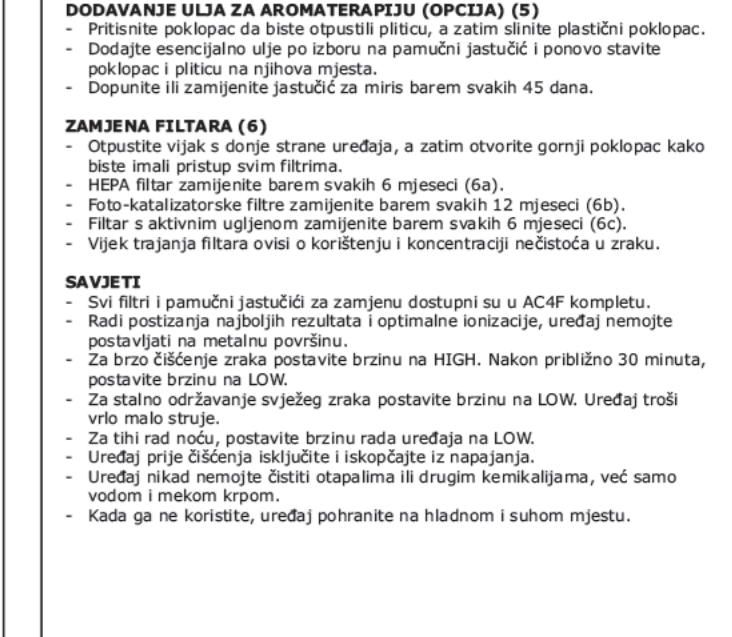 DODAVANJE ULJA ZA AROMATERAPIJU (OPCIJA) (5)
- Pritisnite poklopac da biste otpustili pliticu, a zatim slinite plastični poklopac.
- Dodajte esencijalno ulje po izboru na pamučni jastučić i ponovo stavite
poklopac i pliticu na njihova mjesta.
- Dopunite ili zamijenite jastučić za miris barem svakih 45 dana.
ZAMJENA FILTARA (6)
- Otpustite vijak s donje strane uređaja, a zatim otvorite gornji poklopac kako
biste imali pristup svim filtrima.
- HEPA filtar zamijenite barem svakih 6 mjeseci (6a).
- Foto-katalizatorske filtre zamijenite barem svakih 12 mjeseci (6b).
- Filtar s aktivnim ugljenom zamijenite barem svakih 6 mjeseci (6c).
- Vijek trajanja filtara ovisi o korištenju i koncentraciji nečistoća u zraku.
SAVJETI
- Svi filtri i pamučni jastučići za zamjenu dostupni su u AC4F kompletu.
- Radi postizanja najboljih rezultata i optimalne ionizacije, uređaj nemojte
postavljati na metalnu površinu.
- Za brzo čišćenje zraka postavite brzinu na HIGH. Nakon približno 30 minuta,
postavite brzinu na LOW.
- Za stalno održavanje svježeg zraka postavite brzinu na LOW. Uređaj troši
vrlo malo struje.
- Za tihi rad noću, postavite brzinu rada uređaja na LOW.
- Uređaj prije čišćenja isključite i iskopčajte iz napajanja.
- Uređaj nikad nemojte čistiti otapalima ili drugim kemikalijama, već samo
vodom i mekom krpom.
- Kada ga ne koristite, uređaj pohranite na hladnom i suhom mjestu.